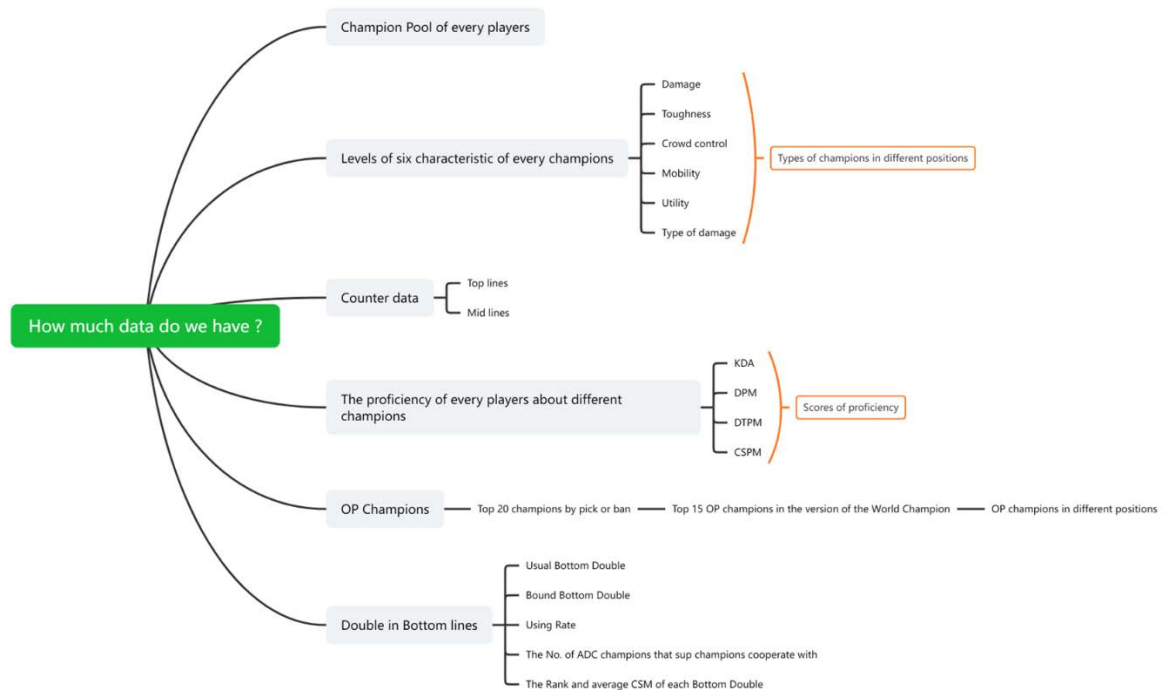 How much data do we have ?
Champion Pool of every players
Levels of six characteristic of every champions
Damage
Toughness
Crowd control
Mobility
Utility
Type of damage
Types of champions in different positions
Counter data
Top lines
Mid lines
The proficiency of every players about different
champions
KDA
DPM
DTPM
CSPM
Scores of proficiency
OP Champions
Top 20 champions by pick or ban
Top 15 OP champions in the version of the World Champion
OP champions in different positions
Double in Bottom lines
Usual Bottom Double
Bound Bottom Double
Using Rate
The No. of ADC champions that sup champions cooperate with
The Rank and average CSM of each Bottom Double